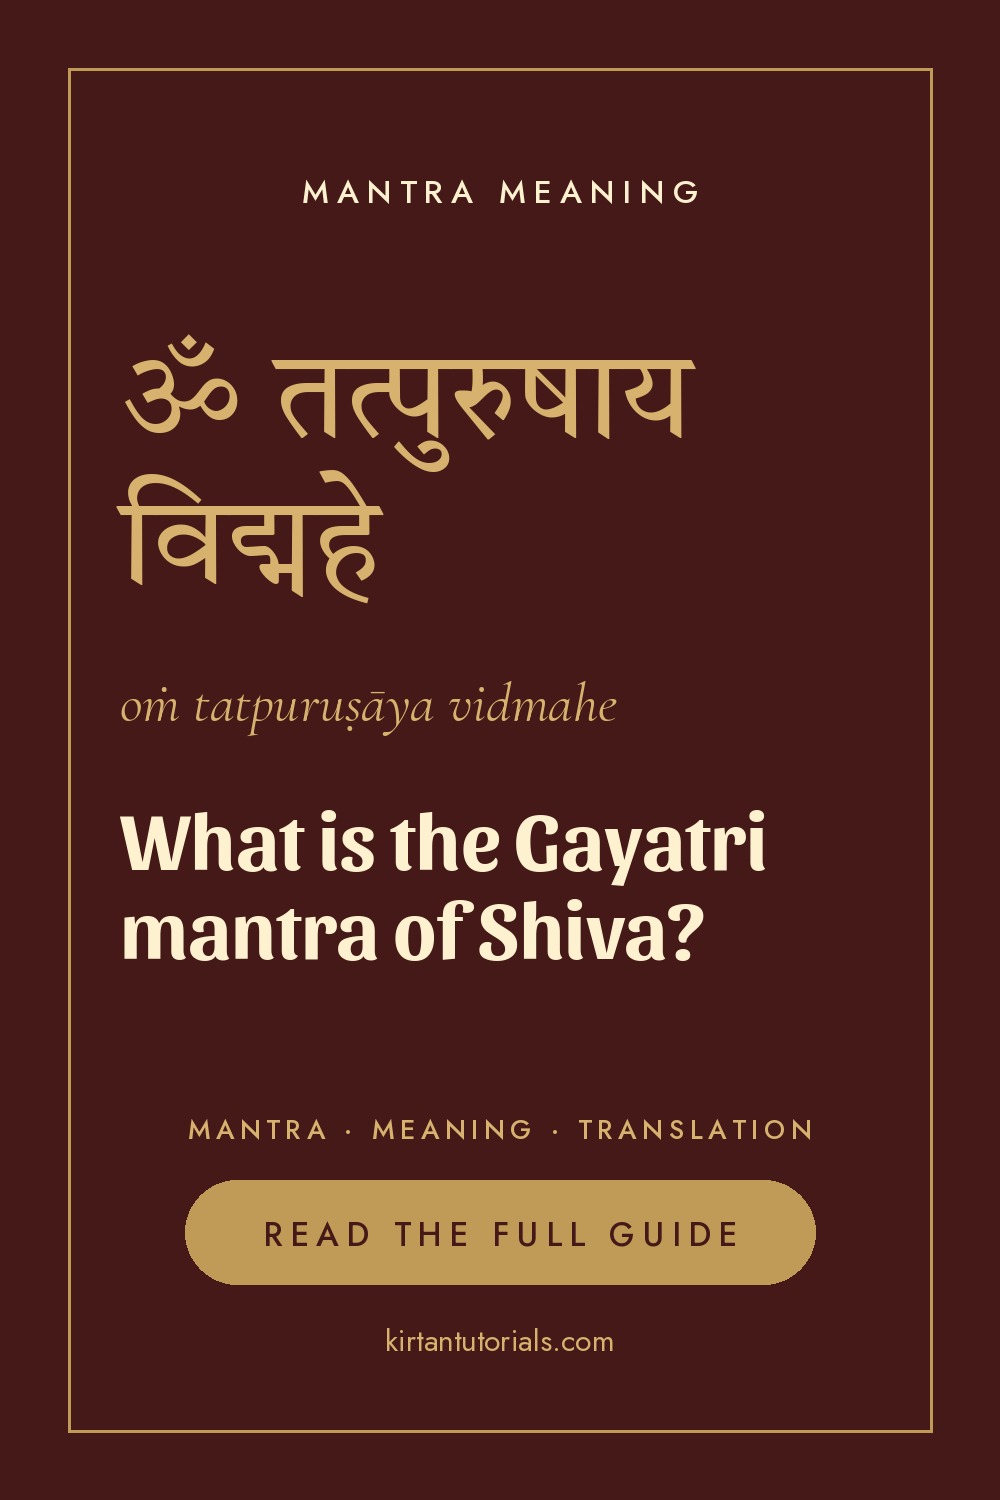 MANTRA MEANING
ॐ तत्पुरुषाय
विद्महे
oṁ tatpuruṣāya vidmahe
What is the Gayatri
mantra of Shiva?
MANTRA · MEANING · TRANSLATION
READ THE FULL GUIDE
kirtantutorials.com